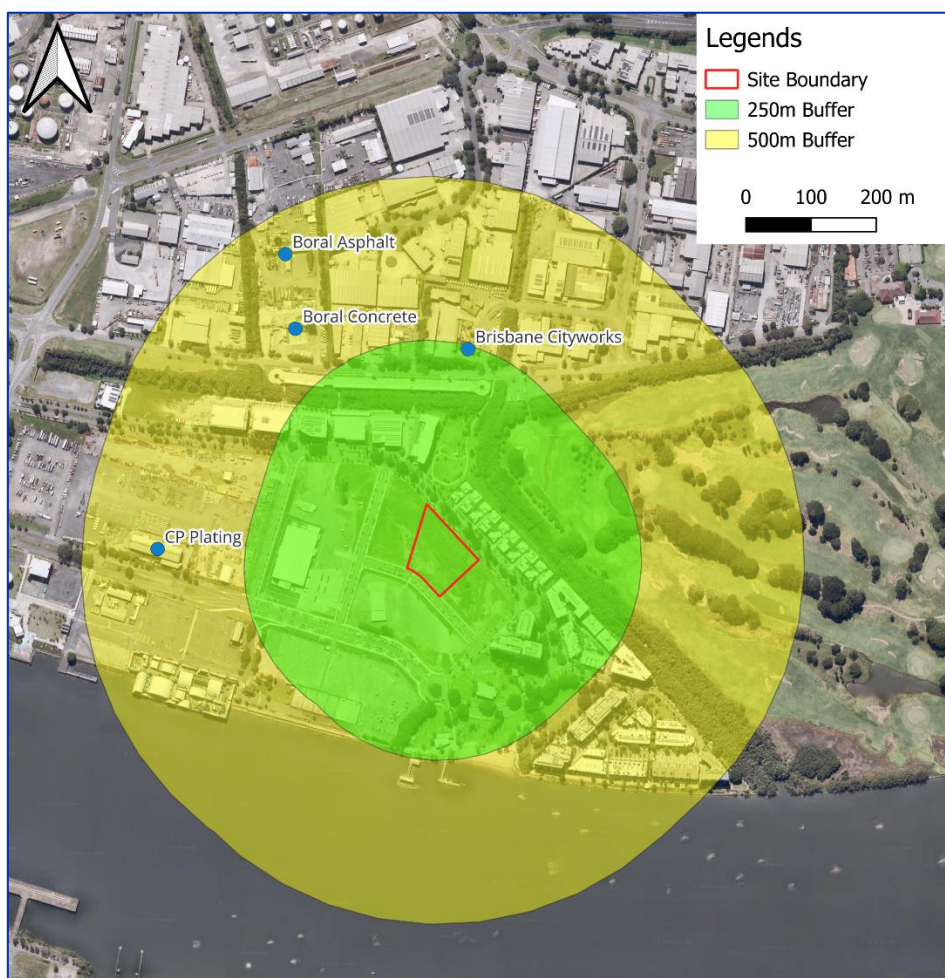 Legends
Site Boundary
250m Buffer
500m Buffer
0 100 200 m
Boral Asphalt
Boral Concrete
Brisbane Cityworks
CP Plating